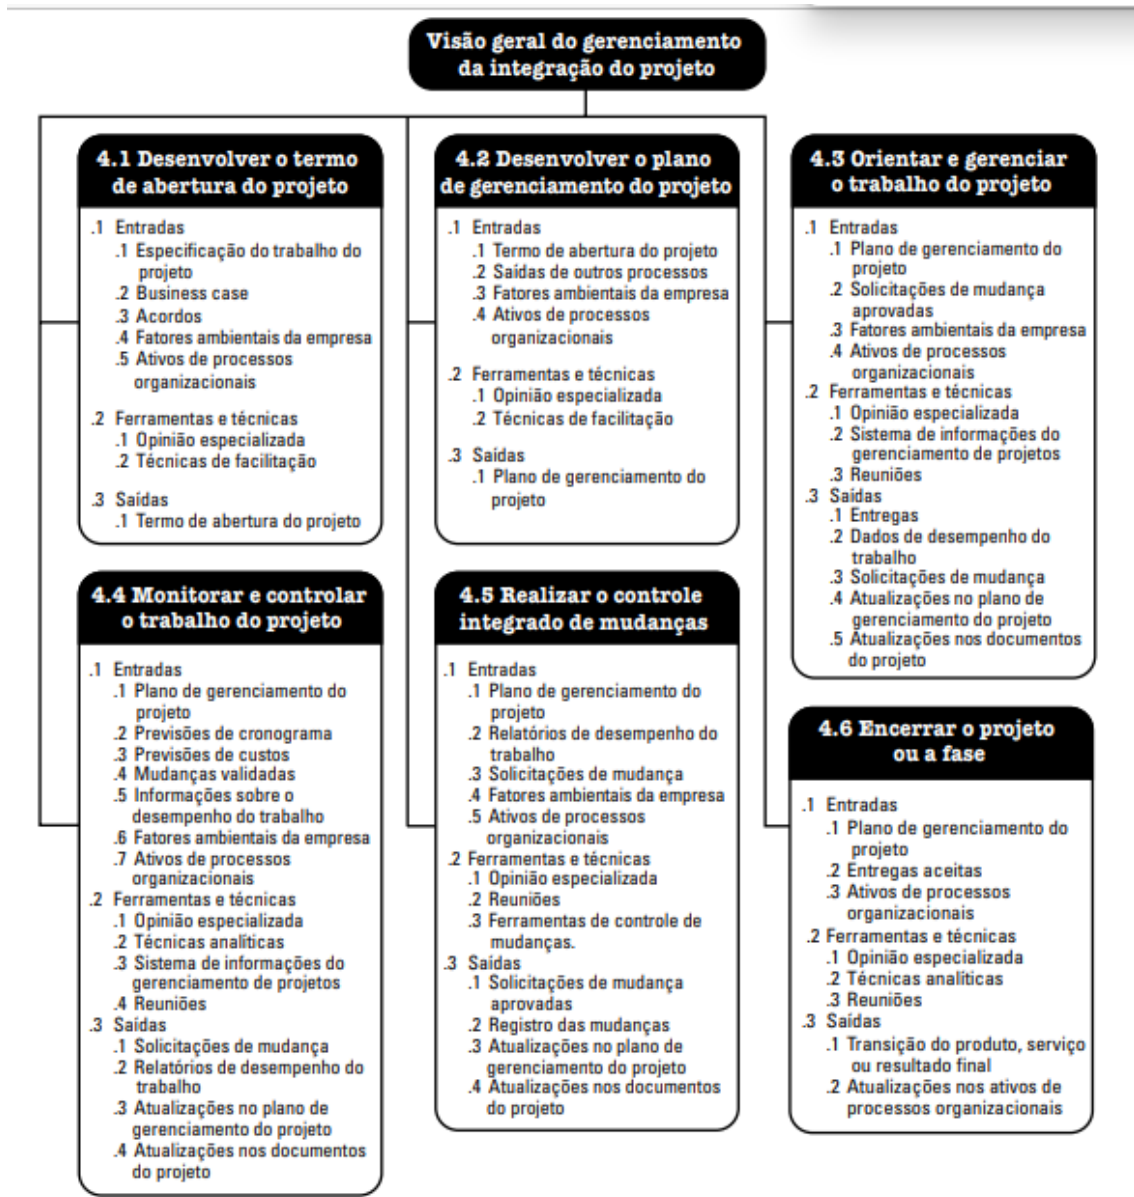 Visão geral do gerenciamento
da integração do projeto
4.1 Desenvolver o termo
de abertura do projeto
.1 Entradas
.1 Especificação do trabalho do
projeto
.2 Business case
.3 Acordos
.4 Fatores ambientais da empresa
.5 Ativos de processos
organizacionais
.2 Ferramentas e técnicas
.1 Opinião especializada
.2 Técnicas de facilitação
.3 Saídas
.1 Termo de abertura do projeto
4.2 Desenvolver o plano
de gerenciamento do projeto
.1 Entradas
.1 Termo de abertura do projeto
.2 Saídas de outros processos
.3 Fatores ambientais da empresa
.4 Ativos de processos
organizacionais
.2 Ferramentas e técnicas
.1 Opinião especializada
.2 Técnicas de facilitação
.3 Saídas
.1 Plano de gerenciamento do
projeto
4.3 Orientar e gerenciar
o trabalho do projeto
.1 Entradas
.1 Plano de gerenciamento do
projeto
.2 Solicitações de mudança
aprovadas
.3 Fatores ambientais da empresa
.4 Ativos de processos
organizacionais
.2 Ferramentas e técnicas
.1 Opinião especializada
.2 Sistema de informações do
gerenciamento de projetos
.3 Reuniões
.3 Saídas
.1 Entregas
.2 Dados de desempenho do
trabalho
.3 Solicitações de mudança
.4 Atualizações no plano de
gerenciamento do projeto
.5 Atualizações nos documentos
do projeto
4.4 Monitorar e controlar
o trabalho do projeto
.1 Entradas
.1 Plano de gerenciamento do
projeto
.2 Previsões de cronograma
.3 Previsões de custos
.4 Mudanças validadas
.5 Informações sobre o
desempenho do trabalho
.6 Fatores ambientais da empresa
.7 Ativos de processos
organizacionais
.2 Ferramentas e técnicas
.1 Opinião especializada
.2 Técnicas analíticas
.3 Sistema de informações do
gerenciamento de projetos
.4 Reuniões
.3 Saídas
.1 Solicitações de mudança
.2 Relatórios de desempenho do
trabalho
.3 Atualizações no plano de
gerenciamento do projeto
.4 Atualizações nos documentos
do projeto
4.5 Realizar o controle
integrado de mudanças
.1 Entradas
.1 Plano de gerenciamento do
projeto
.2 Relatórios de desempenho do
trabalho
.3 Solicitações de mudança
.4 Fatores ambientais da empresa
.5 Ativos de processos
organizacionais
.2 Ferramentas e técnicas
.1 Opinião especializada
.2 Reuniões
.3 Ferramentas de controle de
mudanças.
.3 Saídas
.1 Solicitações de mudança
aprovadas
.2 Registro das mudanças
.3 Atualizações no plano de
gerenciamento do projeto
.4 Atualizações nos documentos
do projeto
4.6 Encerrar o projeto
ou a fase
.1 Entradas
.1 Plano de gerenciamento do
projeto
.2 Entregas aceitas
.3 Ativos de processos
organizacionais
.2 Ferramentas e técnicas
.1 Opinião especializada
.2 Técnicas analíticas
.3 Reuniões
.3 Saídas
.1 Transição do produto, serviço
ou resultado final
.2 Atualizações nos ativos de
processos organizacionais